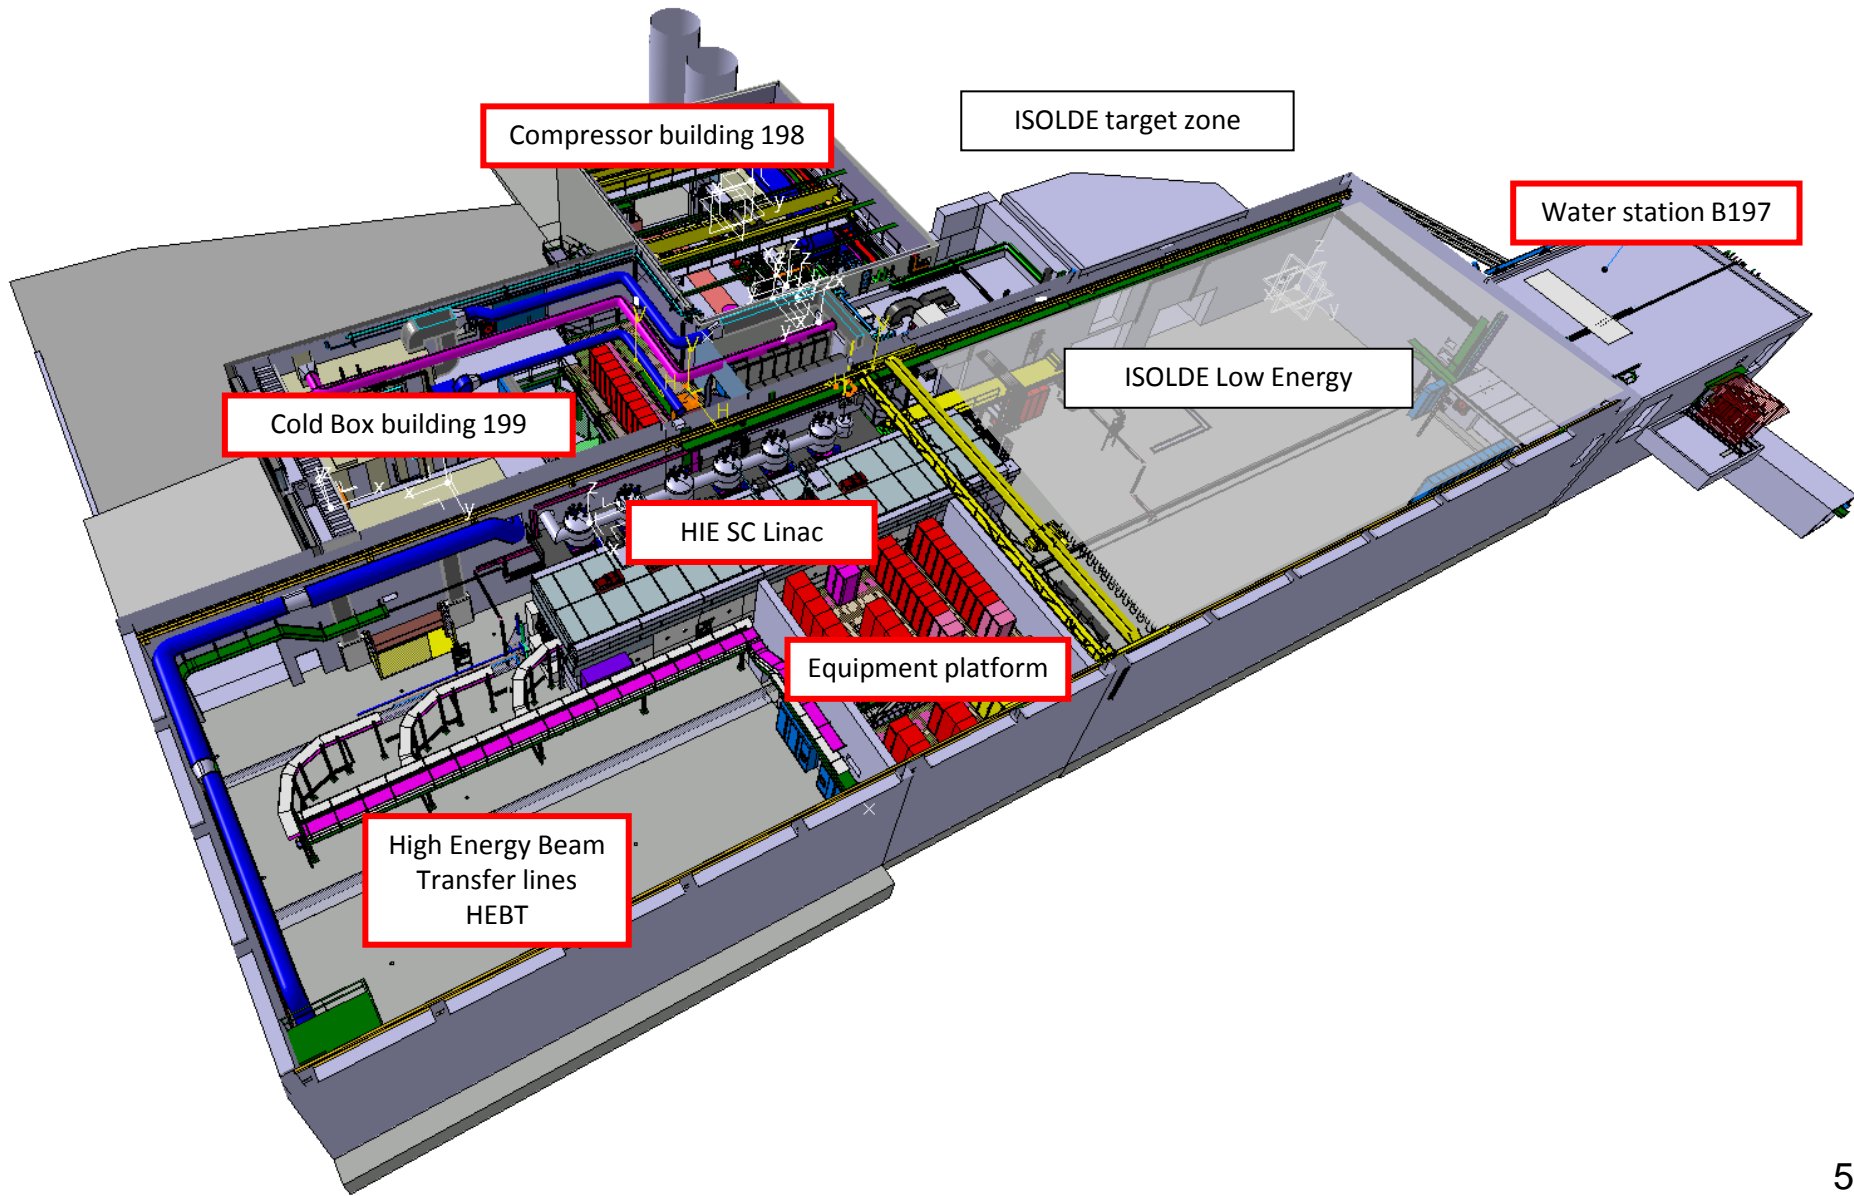 Compressor building 198
ISOLDE target zone
Water station B197
ISOLDE Low Energy
Cold Box building 199
HIE SC Linac
Equipment platform
High Energy Beam
Transfer lines
HEBT
5